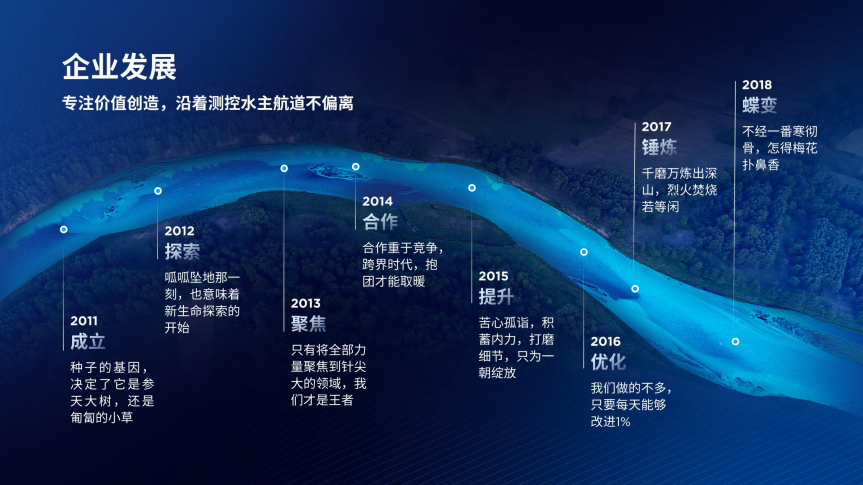 企业发展
专注价值创造，沿着测控水主航道不偏离
2011
成立
种子的基因，
决定了它是参
天大树，还是
匍匐的小草
2012
探索
呱呱坠地那一
刻，也意味着
新生命探索的
开始
2013
聚焦
只有将全部力
量聚焦到针尖
大的领域，我
们才是王者
2014
合作
合作重于竞争，
跨界时代，抱
团才能取暖
2015
提升
苦心孤诣，积
蓄内力，打磨
细节，只为一
朝绽放
2016
优化
我们做的不多，
只要每天能够
改进1%
2017
锤炼
千磨万炼出深
山，烈火焚烧
若等闲
2018
蝶变
不经一番寒彻
骨，怎得梅花
扑鼻香